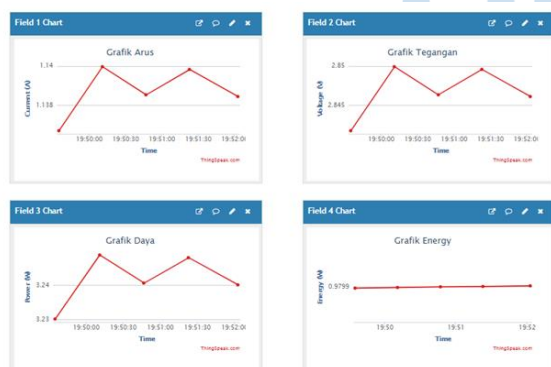 Field 1 Chart
Grafik Arus
1.14
1.138
Current (A)
19:50:00 19:50:30 19:51:00 19:51:30 19:52:0
Time
ThingSpeak.com
Field 2 Chart
Grafik Tegangan
2.85
2.845
Voltage (V)
19:50:00 19:50:30 19:51:00 19:51:30 19:52:0
Time
ThingSpeak.com
Field 3 Chart
Grafik Daya
3.24
3.23
Power (W)
19:50:00 19:50:30 19:51:00 19:51:30 19:52:0
Time
ThingSpeak.com
Field 4 Chart
Grafik Energy
0.9799
Energy
19:50 19:51 19:52
Time
ThingSpeak.com